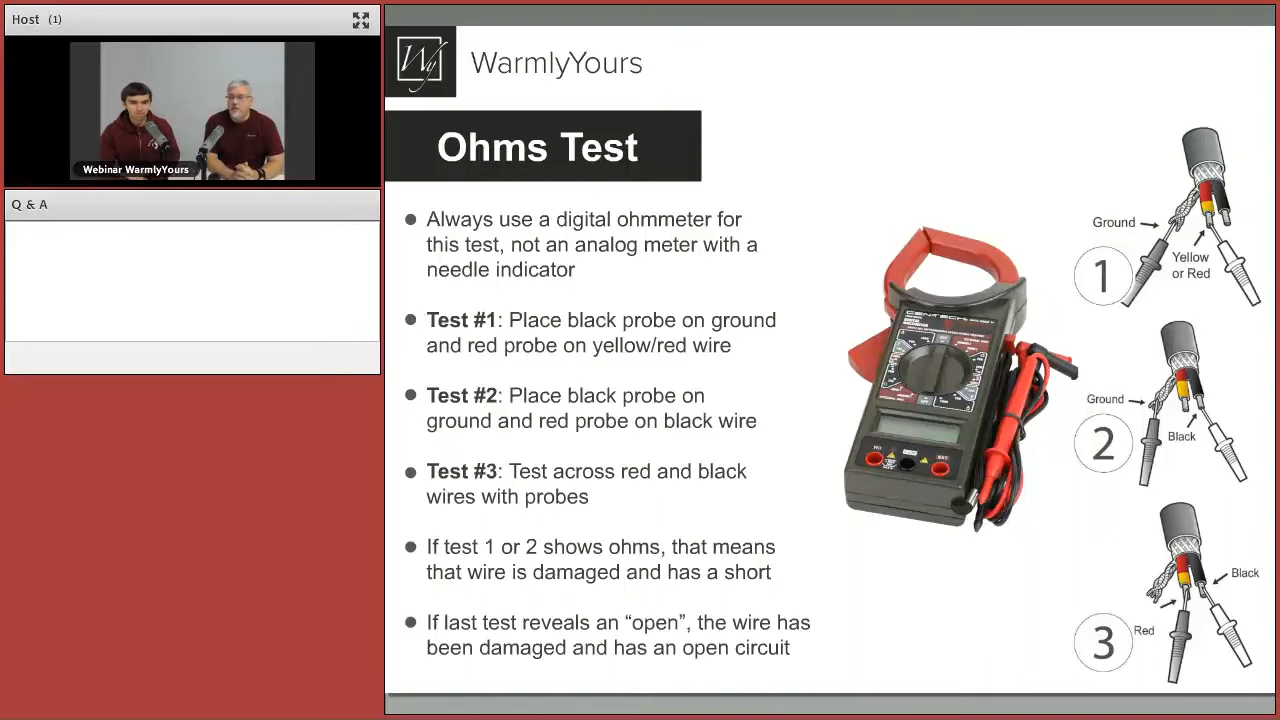 Host (1)
Webinar WarmlyYours
Q & A
Wy
WarmlyYours
Ohms Test
● Always use a digital ohmmeter for
this test, not an analog meter with a
needle indicator
● Test #1: Place black probe on ground
and red probe on yellow/red wire
● Test #2: Place black probe on
ground and red probe on black wire
● Test #3: Test across red and black
wires with probes
● If test 1 or 2 shows ohms, that means
that wire is damaged and has a short
● If last test reveals an “open”, the wire has
been damaged and has an open circuit
CENTECH
Ground
Yellow
or Red
1
Ground
Black
2
Black
Red
3